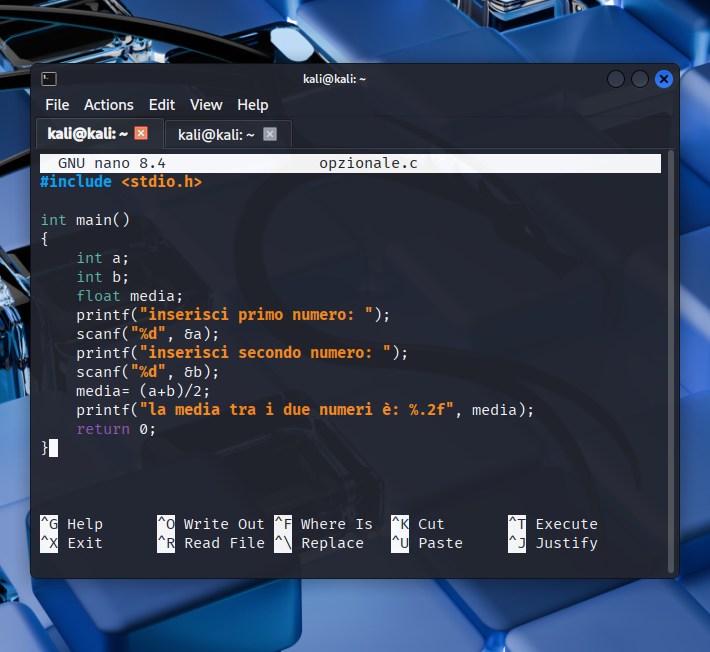 kali@kali: ~
File Actions Edit View Help
kali@kali: ~ kali@kali: ~
GNU nano 8.4 opzionale.c
#include <stdio.h>
int main()
{
int a;
int b;
float media;
printf("inserisci primo numero: ");
scanf("%d", &a);
printf("inserisci secondo numero: ");
scanf("%d", &b);
media= (a+b)/2;
printf("la media tra i due numeri è: %.2f", media);
return 0;
}
^G Help ^O Write Out ^F Where Is ^K Cut ^T Execute
^X Exit ^R Read File ^\ Replace ^U Paste ^J Justify